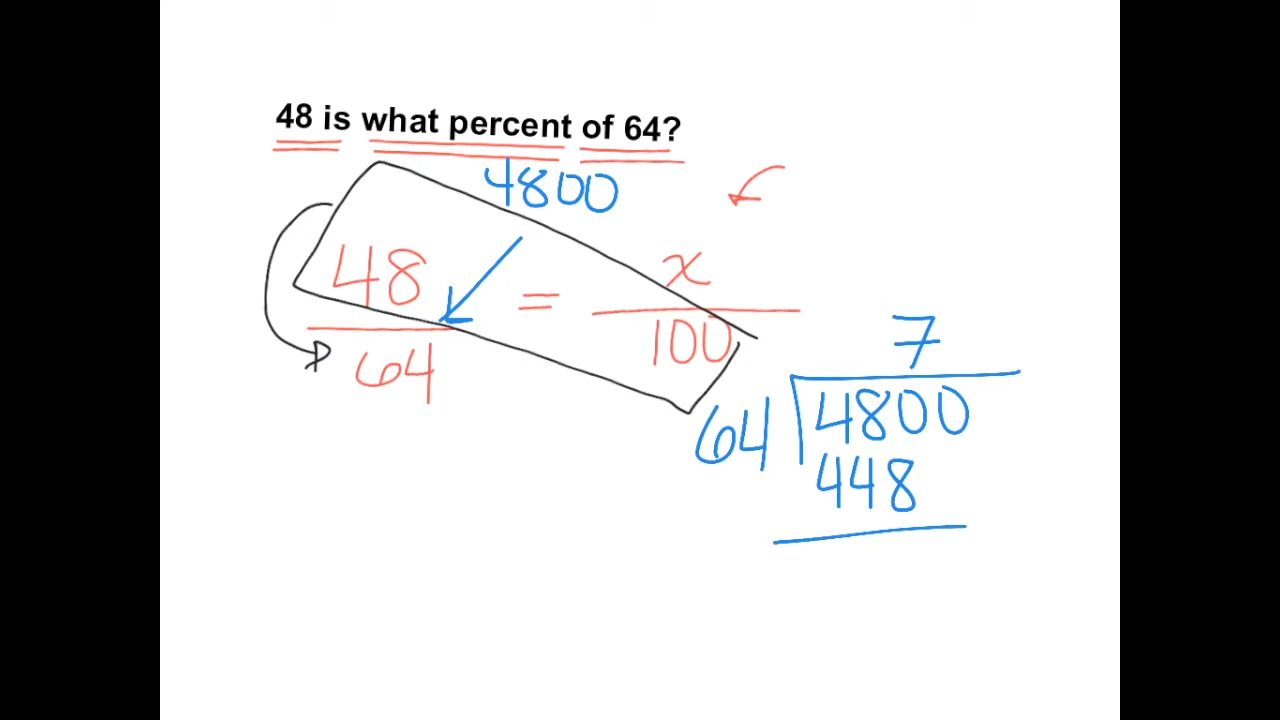 48 is what percent of 64?
4800
48 = x
64 100
7
64 4800
448